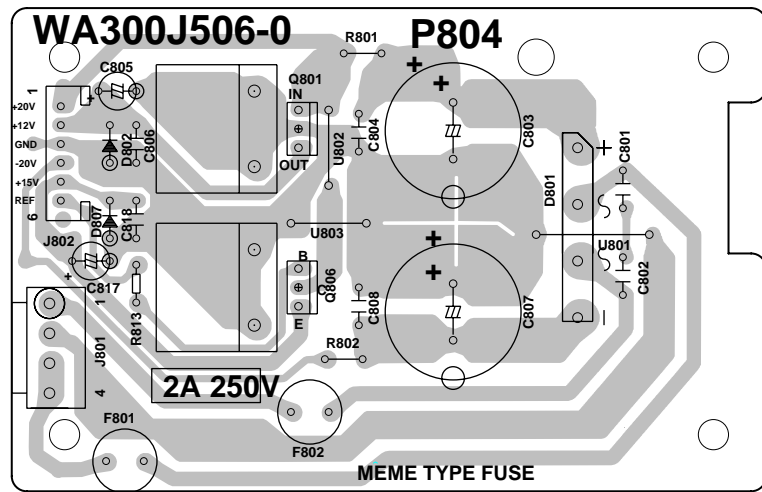 WA300J506-0
P804
R801
C805
Q801
IN
1
+
+20V
+12V
GND
-20V
+15V
REF
6
D802
C806
OUT
U802
C804
+
+
C803
D801
+
C801
D807
C818
J802
+
C817
U803
B
C
E
Q806
C808
+
+
C807
U801
C802
−
R813
1
J801
4
R802
2A 250V
F801
F802
MEME TYPE FUSE